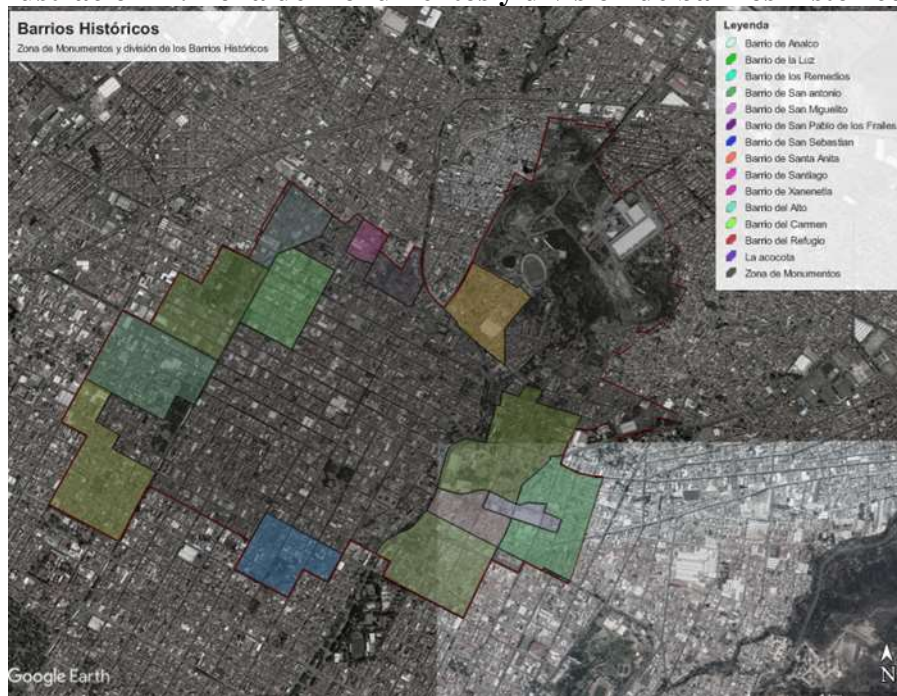 Barrios Históricos
Zona de Monumentos y división de los Barrios Históricos
Leyenda
Barrio de Analco
Barrio de la Luz
Barrio de los Remedios
Barrio de San antonio
Barrio de San Miguelito
Barrio de San Pablo de los Frailes
Barrio de San Sebastian
Barrio de Santa Anita
Barrio de Santiago
Barrio de Xanenetla
Barrio del Alto
Barrio del Carmen
Barrio del Refugio
La acocota
Zona de Monumentos
Google Earth
N